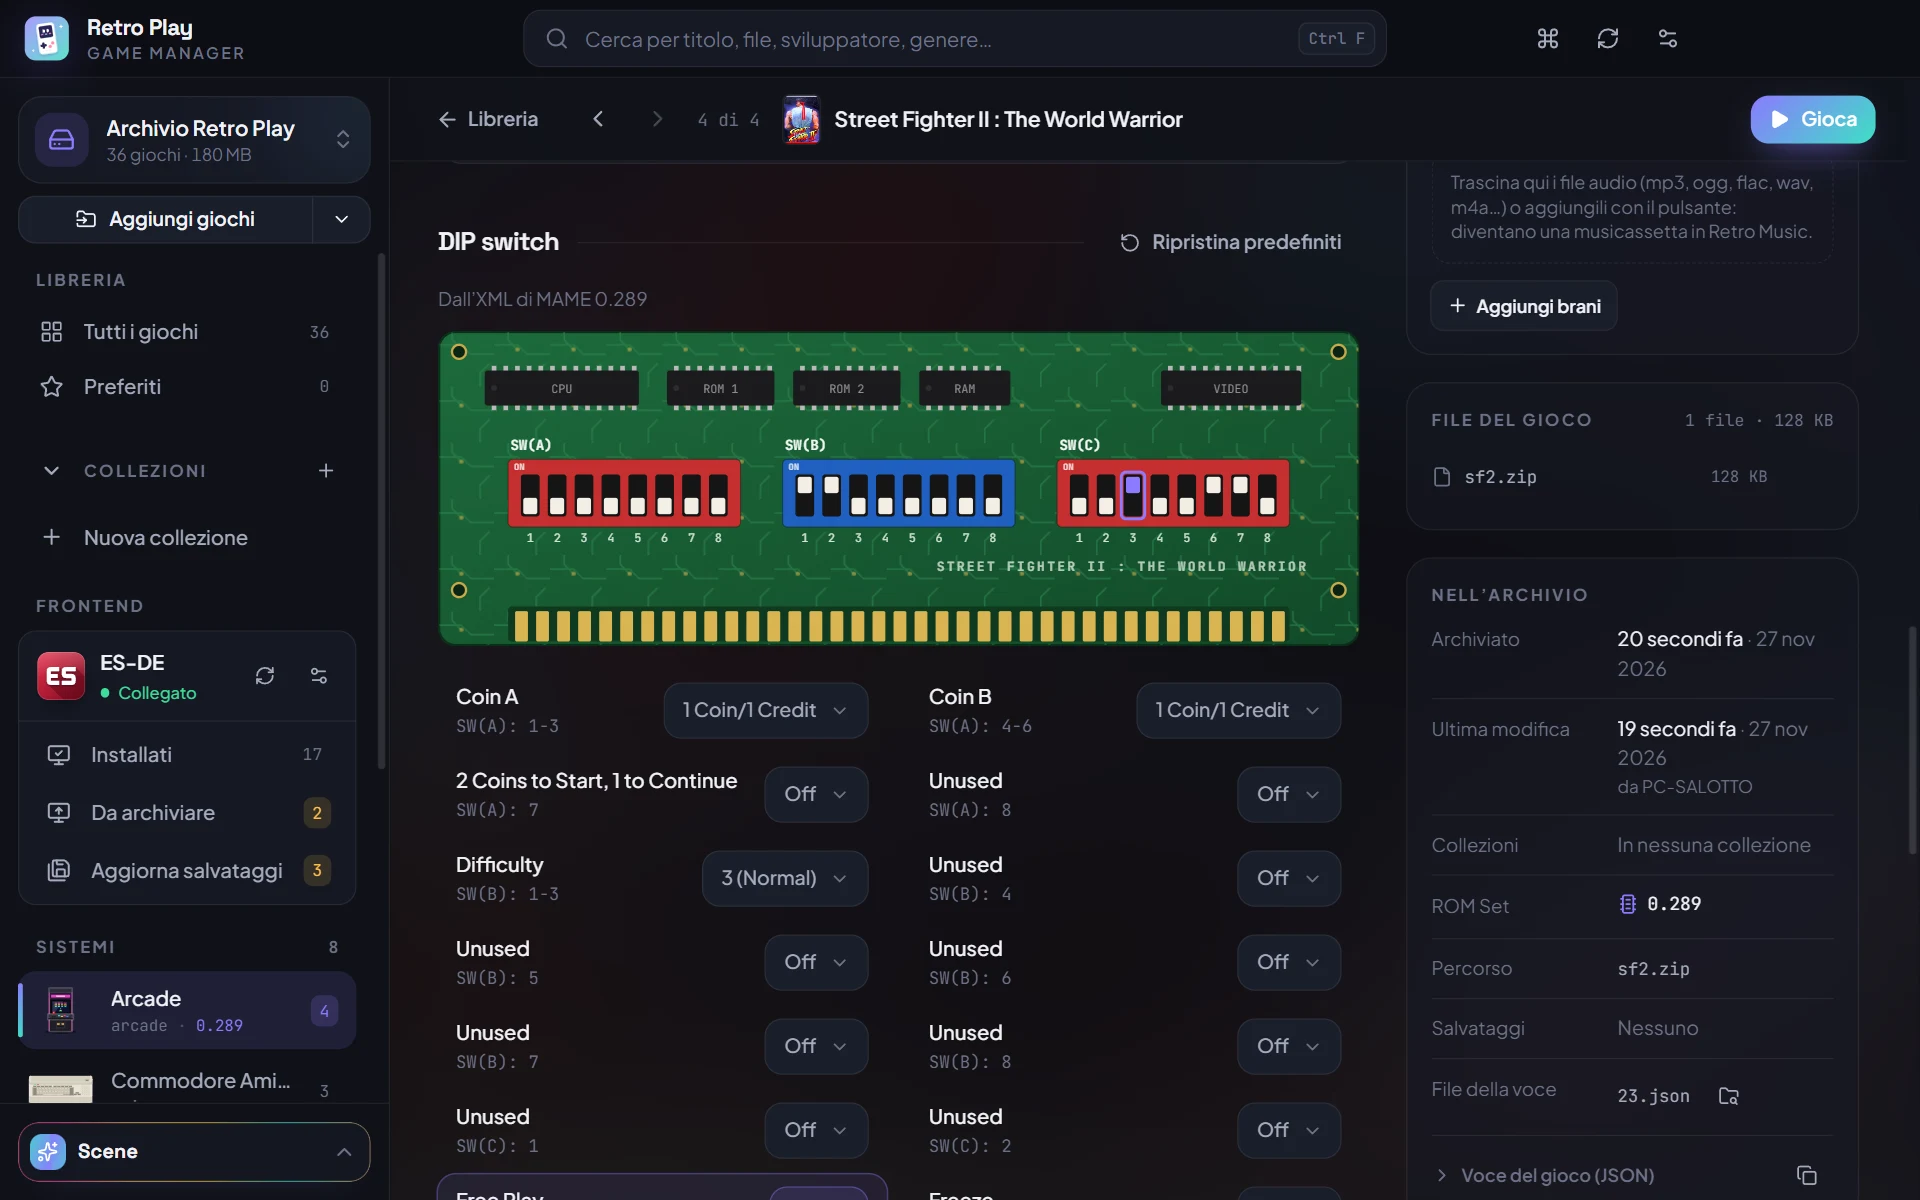 Retro Play
GAME MANAGER
Cerca per titolo, file, sviluppatore, genere…
Ctrl F
Archivio Retro Play
36 giochi · 180 MB
Aggiungi giochi
LIBRERIA
Tutti i giochi 36
Preferiti 0
COLLEZIONI
Nuova collezione
FRONTEND
ES
ES-DE
Collegato
Installati 17
Da archiviare 2
Aggiorna salvataggi 3
SISTEMI 8
Arcade
arcade · 0.289
4
Commodore Ami… 3
Scene
Libreria
4 di 4
Street Fighter II : The World Warrior
Gioca
DIP switch
Ripristina predefiniti
Dall'XML di MAME 0.289
CPU ROM 1 ROM 2 RAM VIDEO
SW(A) SW(B) SW(C)
ON ON ON
1 2 3 4 5 6 7 8 1 2 3 4 5 6 7 8 1 2 3 4 5 6 7 8
STREET FIGHTER II : THE WORLD WARRIOR
Coin A
SW(A): 1-3
1 Coin/1 Credit
Coin B
SW(A): 4-6
1 Coin/1 Credit
2 Coins to Start, 1 to Continue
SW(A): 7
Off
Unused
SW(A): 8
Off
Difficulty
SW(B): 1-3
3 (Normal)
Unused
SW(B): 4
Off
Unused
SW(B): 5
Off
Unused
SW(B): 6
Off
Unused
SW(B): 7
Off
Unused
SW(B): 8
Off
Unused
SW(C): 1
Off
Unused
SW(C): 2
Off
Free Play
Freeze
Trascina qui i file audio (mp3, ogg, flac, wav,
m4a…) o aggiungili con il pulsante:
diventano una musicassetta in Retro Music.
Aggiungi brani
FILE DEL GIOCO 1 file · 128 KB
sf2.zip 128 KB
NELL'ARCHIVIO
Archiviato 20 secondi fa · 27 nov
2026
Ultima modifica 19 secondi fa · 27 nov
2026
da PC-SALOTTO
Collezioni In nessuna collezione
ROM Set 0.289
Percorso sf2.zip
Salvataggi Nessuno
File della voce 23.json
Voce del gioco (JSON)